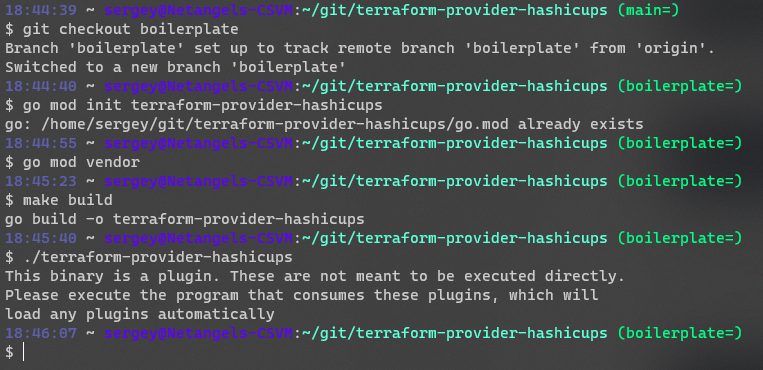 18:44:39 ~ sergey@Netangels-CSVM:~/git/terraform-provider-hashicups (main=)
$ git checkout boilerplate
Branch 'boilerplate' set up to track remote branch 'boilerplate' from 'origin'.
Switched to a new branch 'boilerplate'
18:44:40 ~ sergey@Netangels-CSVM:~/git/terraform-provider-hashicups (boilerplate=)
$ go mod init terraform-provider-hashicups
go: /home/sergey/git/terraform-provider-hashicups/go.mod already exists
18:44:55 ~ sergey@Netangels-CSVM:~/git/terraform-provider-hashicups (boilerplate=)
$ go mod vendor
18:45:23 ~ sergey@Netangels-CSVM:~/git/terraform-provider-hashicups (boilerplate=)
$ make build
go build -o terraform-provider-hashicups
18:45:40 ~ sergey@Netangels-CSVM:~/git/terraform-provider-hashicups (boilerplate=)
$ ./terraform-provider-hashicups
This binary is a plugin. These are not meant to be executed directly.
Please execute the program that consumes these plugins, which will
load any plugins automatically
18:46:07 ~ sergey@Netangels-CSVM:~/git/terraform-provider-hashicups (boilerplate=)
$